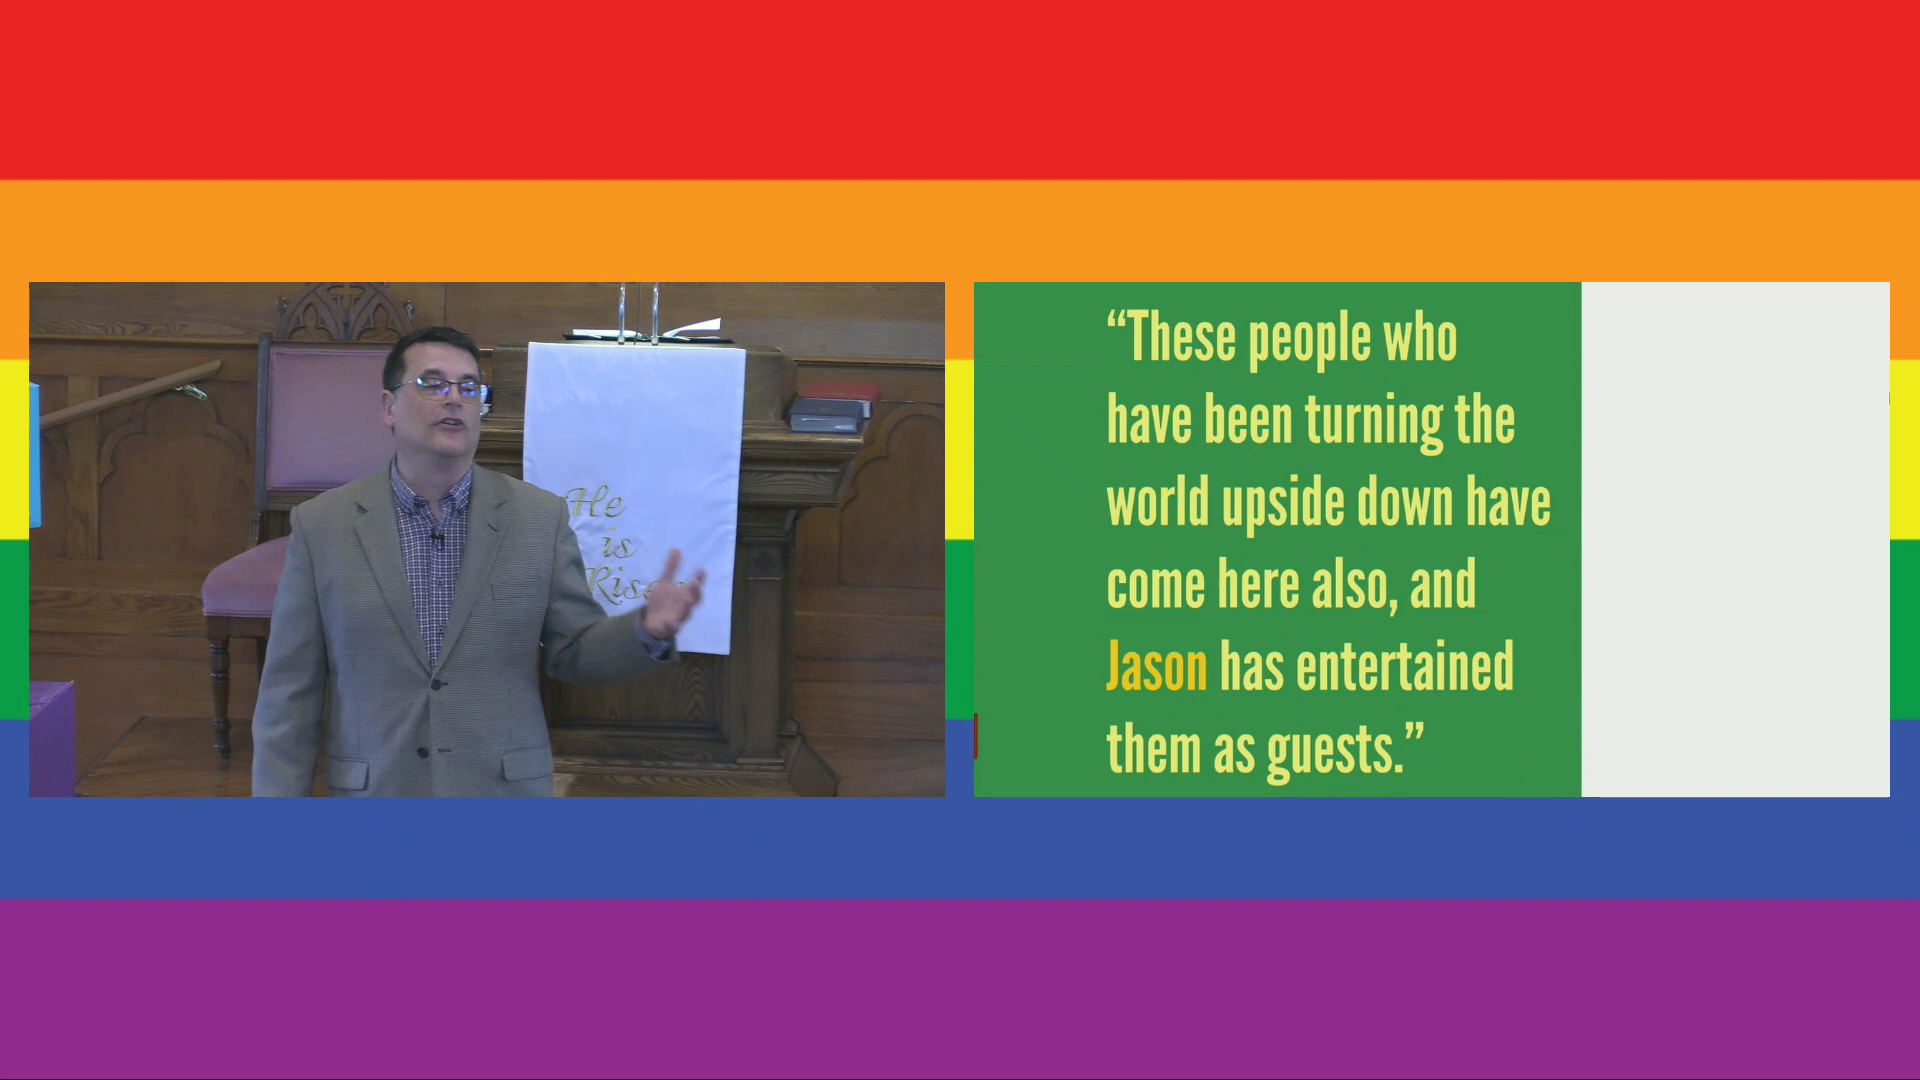 He
is
Risen
“These people who
have been turning the
world upside down have
come here also, and
Jason has entertained
them as guests.”